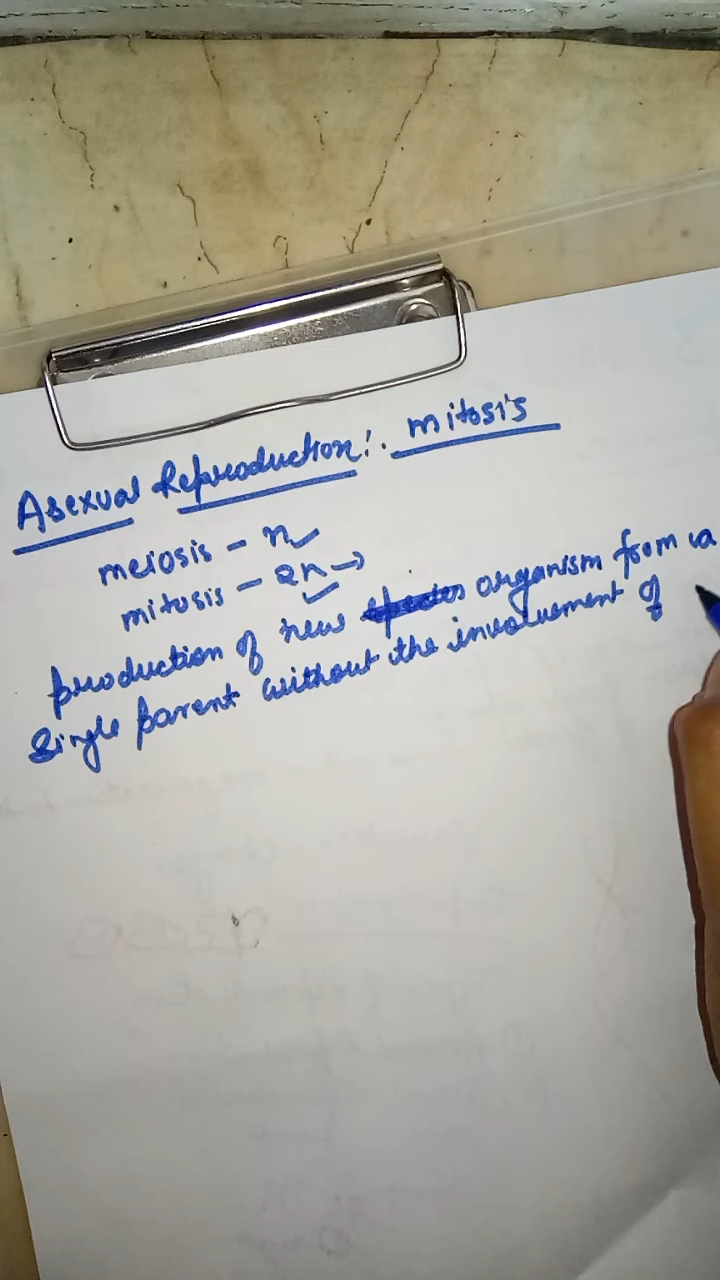 Asexual Reproduction:. mitosis
meiosis - n
mitosis - 2n →
production of new organism from a
single parent without the involvement of